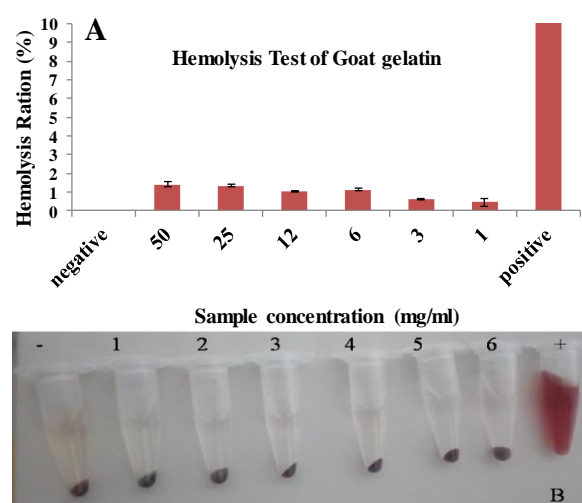 A
Hemolysis Test of Goat gelatin
Hemolysis Ration (%)
10
9
8
7
6
5
4
3
2
1
0
negative 50 25 12 6 3 1 positive
Sample concentration (mg/ml)
- 1 2 3 4 5 6 +
B